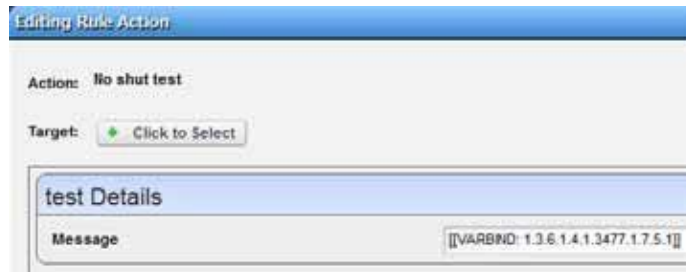 Editing Rule Action
Action: No shut test
Target: Click to Select
test Details
Message [[VARBIND: 1.3.6.1.4.1.3477.1.7.5.1]]